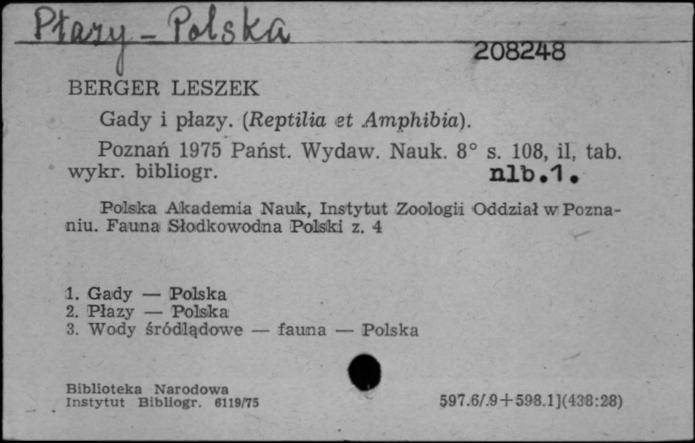 Płazy - Polska
208248
BERGER LESZEK
Gady i płazy. (Reptilia et Amphibia).
Poznań 1975 Państ. Wydaw. Nauk. 8° s. 108, il, tab.
wykr. bibliogr. nlb.1.
Polska Akademia Nauk, Instytut Zoologii Oddział w Pozna-
niu. Fauna Słodkowodna Polski z. 4
1. Gady — Polska
2. Płazy — Polska
3. Wody śródlądowe — fauna — Polska
Biblioteka Narodowa
Instytut Bibliogr. 6119/75
597.6/.9+598.1](438:28)